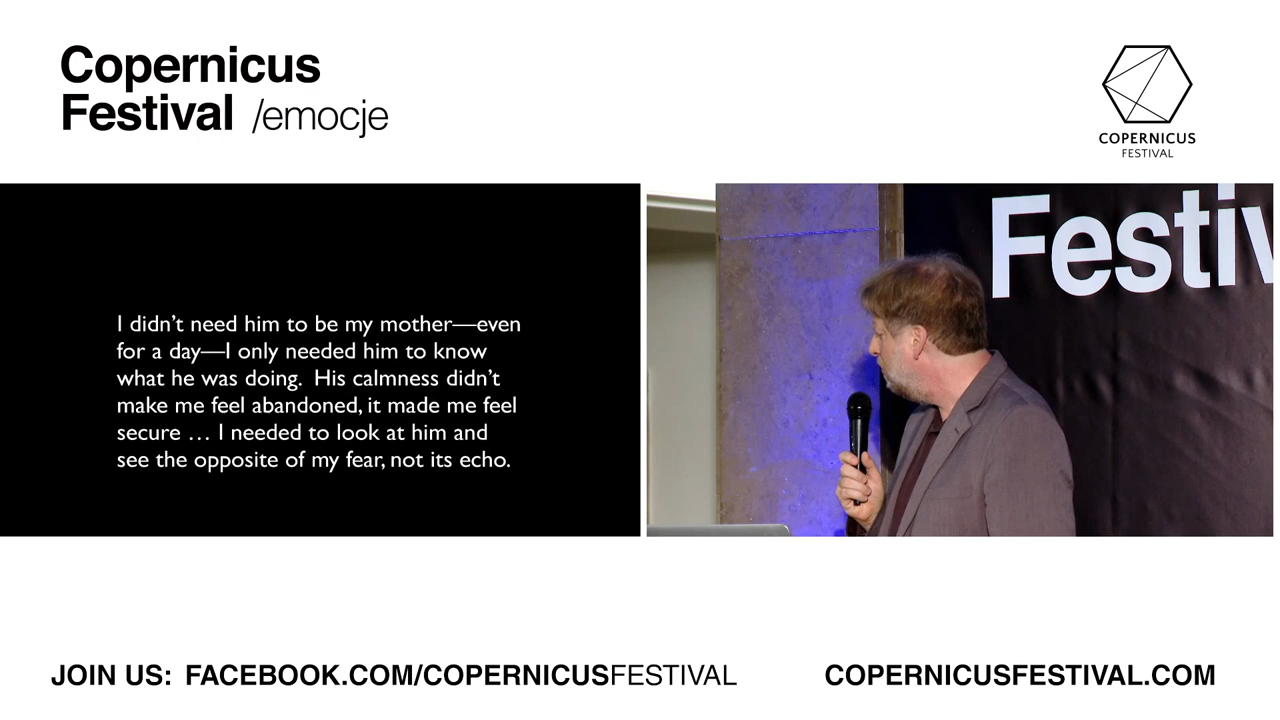 Copernicus
Festival /emocje
COPERNICUS
FESTIVAL
I didn't need him to be my mother—even
for a day—I only needed him to know
what he was doing. His calmness didn't
make me feel abandoned, it made me feel
secure … I needed to look at him and
see the opposite of my fear, not its echo.
Festiv
JOIN US: FACEBOOK.COM/COPERNICUSFESTIVAL
COPERNICUSFESTIVAL.COM